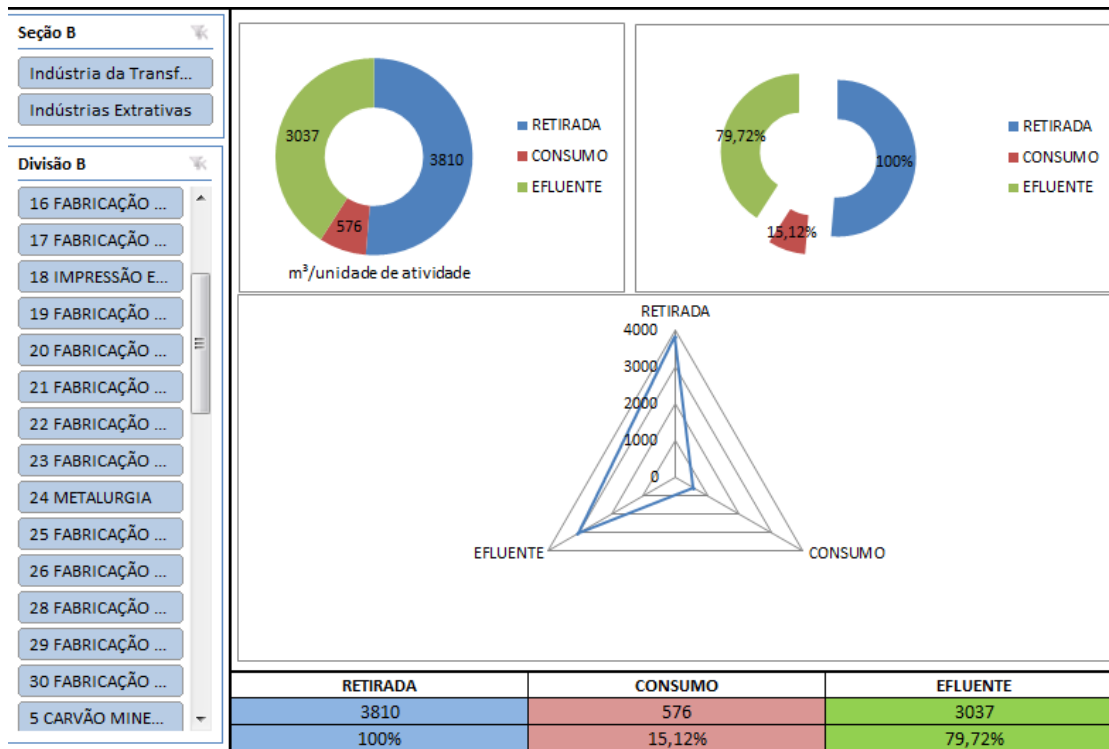 Seção B
Indústria da Transf...
Indústrias Extrativas
Divisão B
16 FABRICAÇÃO ...
17 FABRICAÇÃO ...
18 IMPRESSÃO E...
19 FABRICAÇÃO ...
20 FABRICAÇÃO ...
21 FABRICAÇÃO ...
22 FABRICAÇÃO ...
23 FABRICAÇÃO ...
24 METALURGIA
25 FABRICAÇÃO ...
26 FABRICAÇÃO ...
28 FABRICAÇÃO ...
29 FABRICAÇÃO ...
30 FABRICAÇÃO ...
5 CARVÃO MINE...
3037
3810
576
m³/unidade de atividade
RETIRADA
CONSUMO
EFLUENTE
79,72%
100%
15,12%
RETIRADA
CONSUMO
EFLUENTE
RETIRADA
4000
3000
2000
1000
0
EFLUENTE
CONSUMO
RETIRADA CONSUMO EFLUENTE
3810 576 3037
100% 15,12% 79,72%